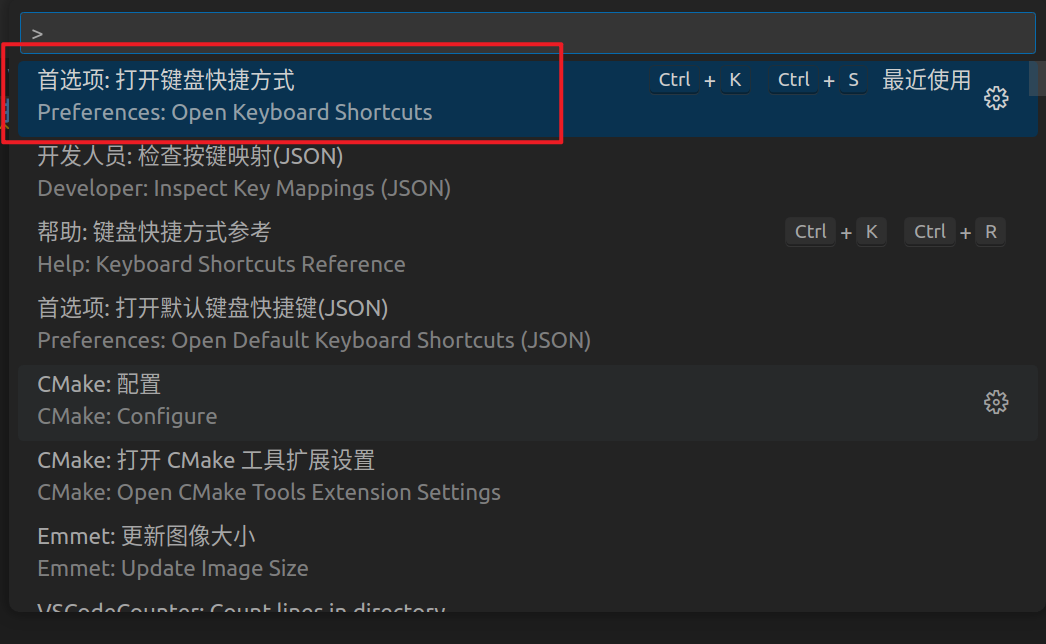 >
首选项: 打开键盘快捷方式 Ctrl + K Ctrl + S 最近使用
Preferences: Open Keyboard Shortcuts
开发人员: 检查按键映射(JSON)
Developer: Inspect Key Mappings (JSON)
帮助: 键盘快捷方式参考 Ctrl + K Ctrl + R
Help: Keyboard Shortcuts Reference
首选项: 打开默认键盘快捷键(JSON)
Preferences: Open Default Keyboard Shortcuts (JSON)
CMake: 配置
CMake: Configure
CMake: 打开 CMake 工具扩展设置
CMake: Open CMake Tools Extension Settings
Emmet: 更新图像大小
Emmet: Update Image Size
VSCodeCounter: Count lines in directory